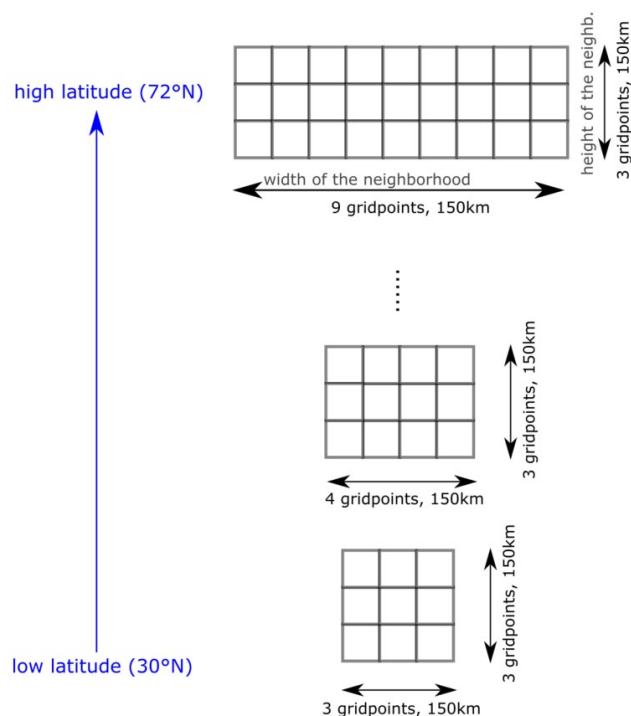 high latitude (72°N)
height of the neighb.
3 gridpoints, 150km
width of the neighborhood
9 gridpoints, 150km
3 gridpoints, 150km
4 gridpoints, 150km
3 gridpoints, 150km
low latitude (30°N)
3 gridpoints, 150km